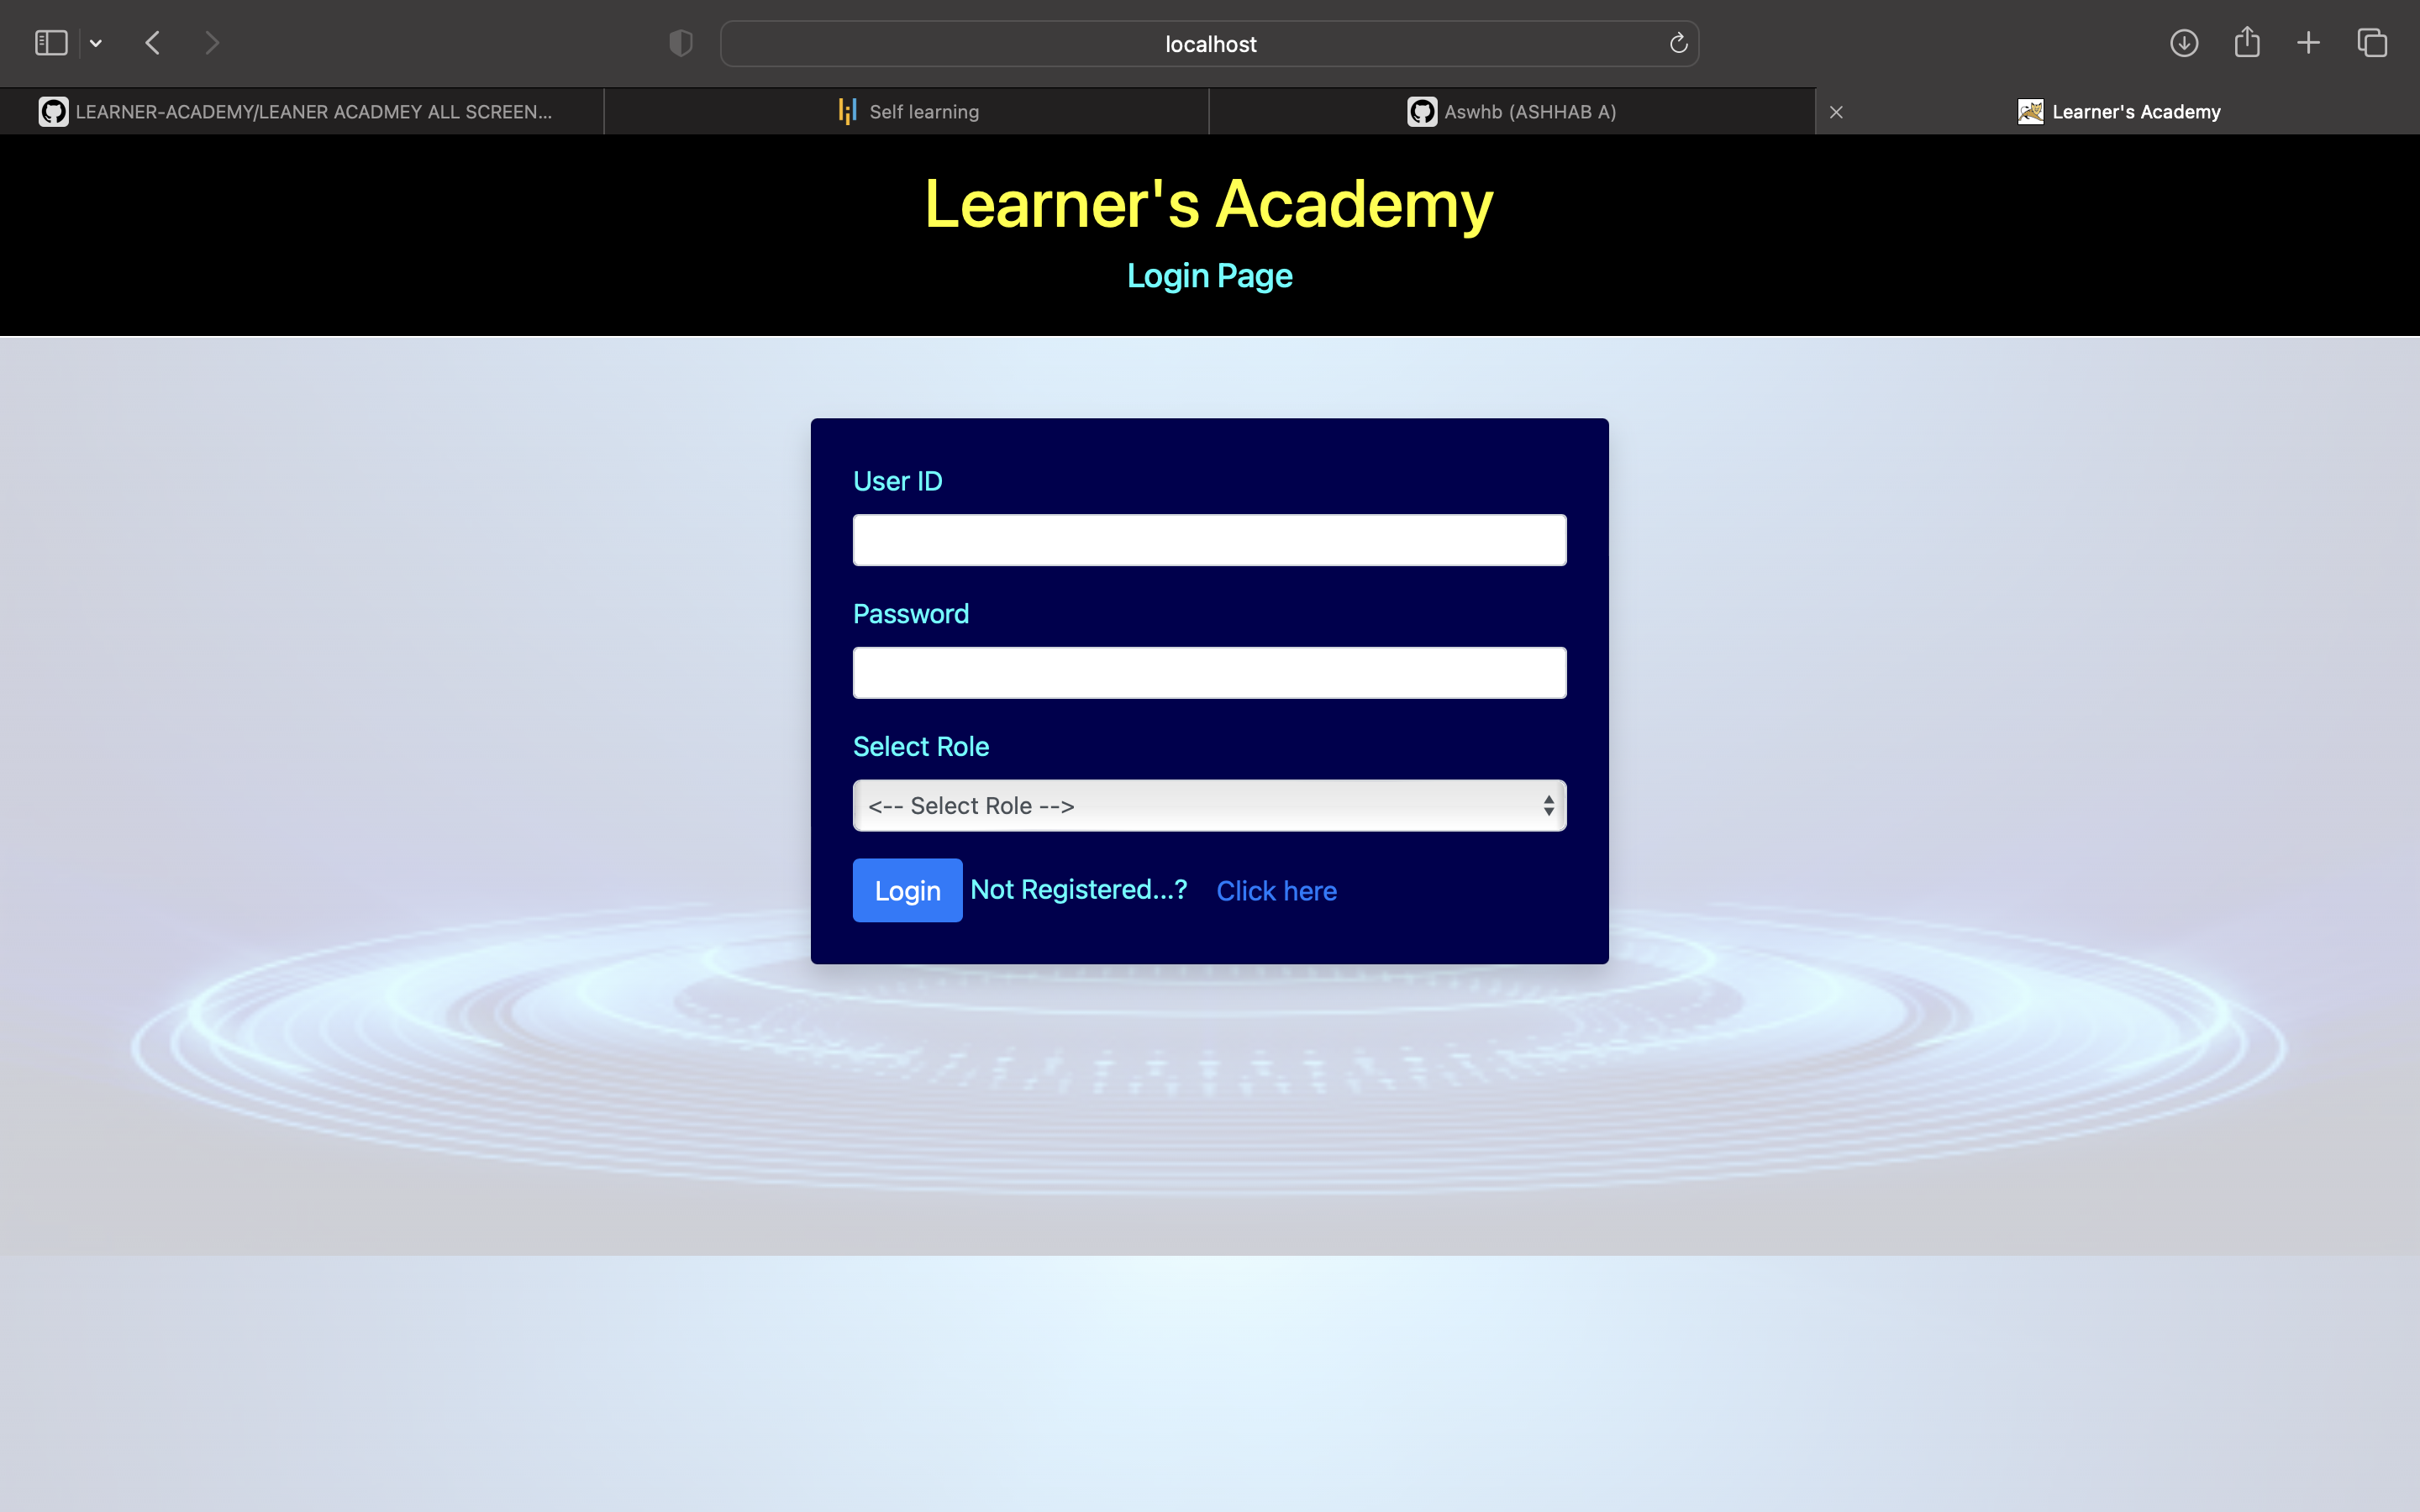 localhost
LEARNER-ACADEMY/LEANER ACADMEY ALL SCREEN...
Self learning
Aswhb (ASHHAB A)
Learner's Academy
Learner's Academy
Login Page
User ID
Password
Select Role
<-- Select Role -->
Login Not Registered...? Click here